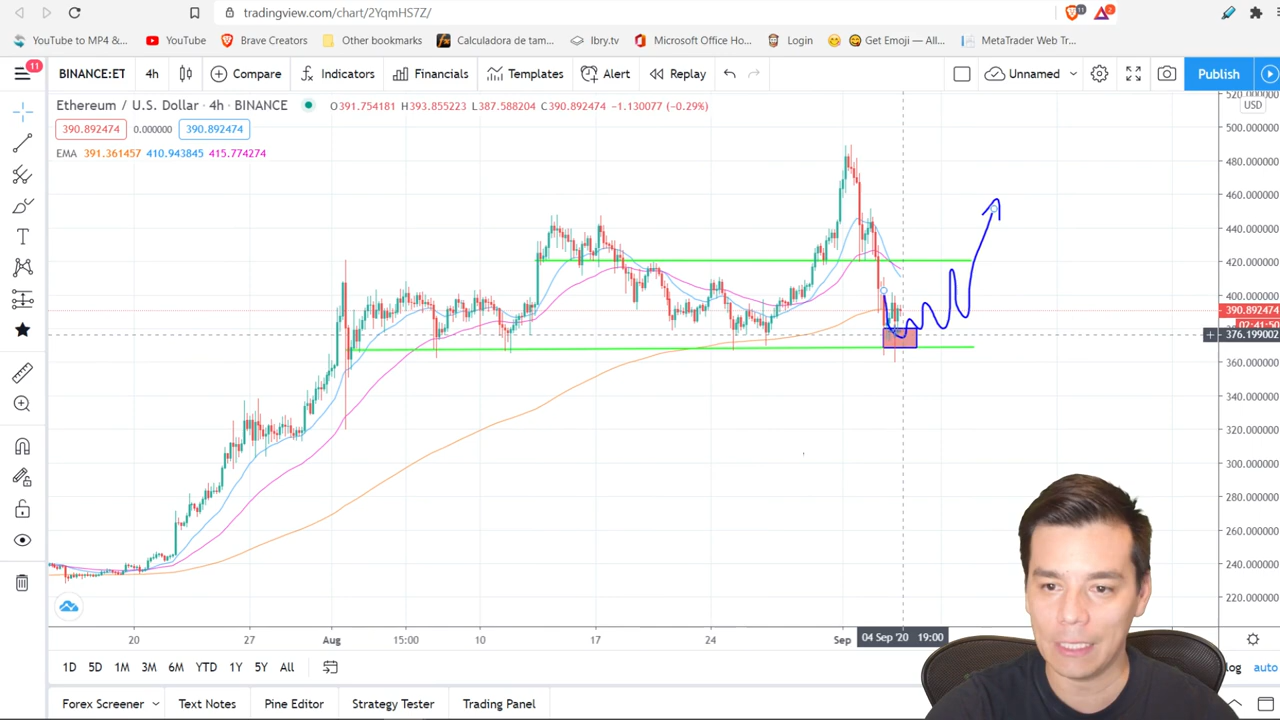 tradingview.com/chart/2YqmHS7Z/
11
2
YouTube to MP4 &...
YouTube
Brave Creators
Other bookmarks
Calculadora de tam...
lbry.tv
Microsoft Office Ho...
Login
Get Emoji — All...
MetaTrader Web Tr...
11
BINANCE:ET
4h
Compare
Indicators
Financials
Templates
Alert
Replay
Unnamed
Publish
Ethereum / U.S. Dollar · 4h · BINANCE
O391.754181 H393.855223 L387.588204 C390.892474 −1.130077 (−0.29%)
390.892474
0.000000
390.892474
EMA 391.361457 410.943845 415.774274
520.000000
USD
500.000000
480.000000
460.000000
440.000000
420.000000
400.000000
390.892474
02:41:50
376.199002
360.000000
340.000000
320.000000
300.000000
280.000000
260.000000
240.000000
220.000000
20
27
Aug
15:00
10
17
24
Sep
04 Sep '20 19:00
1D
5D
1M
3M
6M
YTD
1Y
5Y
All
log
auto
Forex Screener
Text Notes
Pine Editor
Strategy Tester
Trading Panel